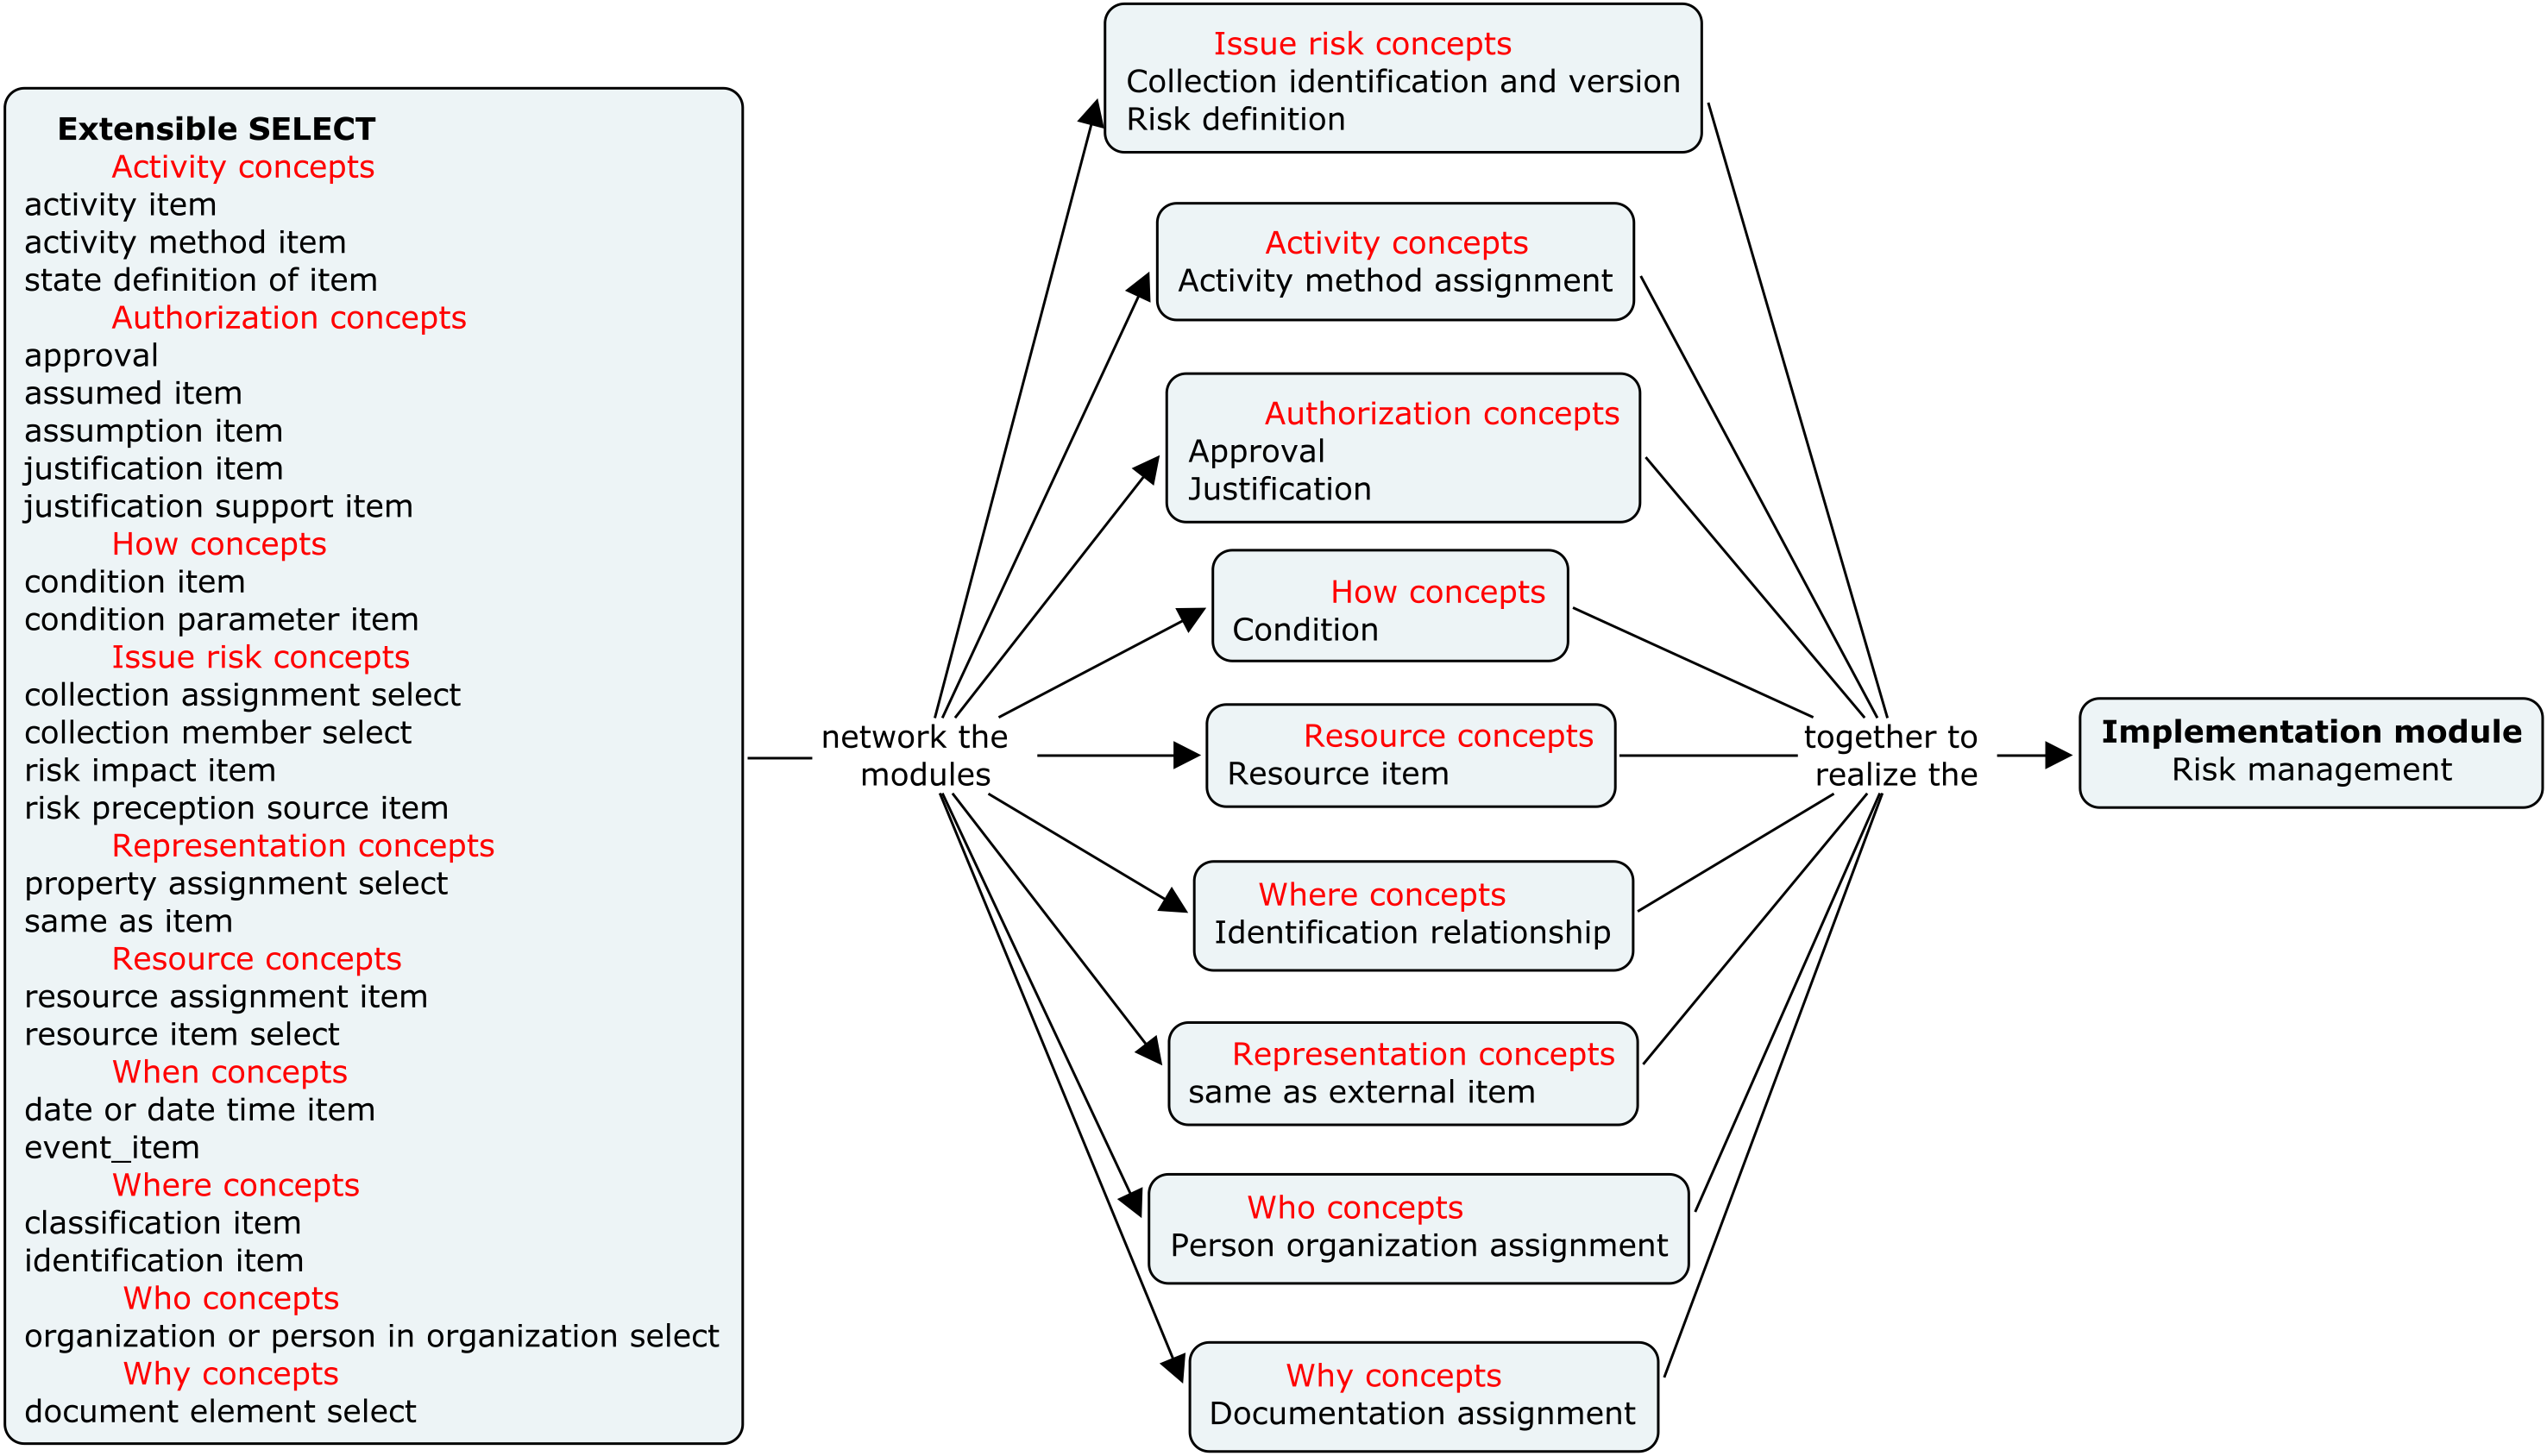 Extensible SELECT
Activity concepts
activity item
activity method item
state definition of item
Authorization concepts
approval
assumed item
assumption item
justification item
justification support item
How concepts
condition item
condition parameter item
Issue risk concepts
collection assignment select
collection member select
risk impact item
risk preception source item
Representation concepts
property assignment select
same as item
Resource concepts
resource assignment item
resource item select
When concepts
date or date time item
event_item
Where concepts
classification item
identification item
Who concepts
organization or person in organization select
Why concepts
document element select
network the
modules
Issue risk concepts
Collection identification and version
Risk definition
Activity concepts
Activity method assignment
Authorization concepts
Approval
Justification
How concepts
Condition
Resource concepts
Resource item
Where concepts
Identification relationship
Representation concepts
same as external item
Who concepts
Person organization assignment
Why concepts
Documentation assignment
together to
realize the
Implementation module
Risk management